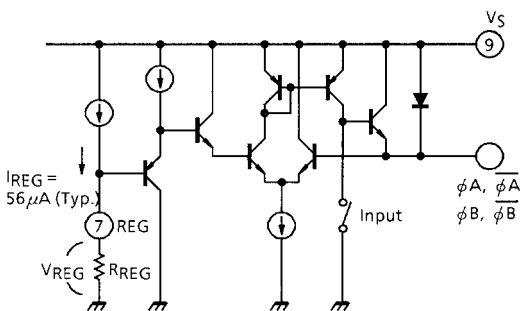 VS
9
IREG =
56μA (Typ.)
7 REG
VREG
RREG
Input
φA, φA̅
φB, φB̅